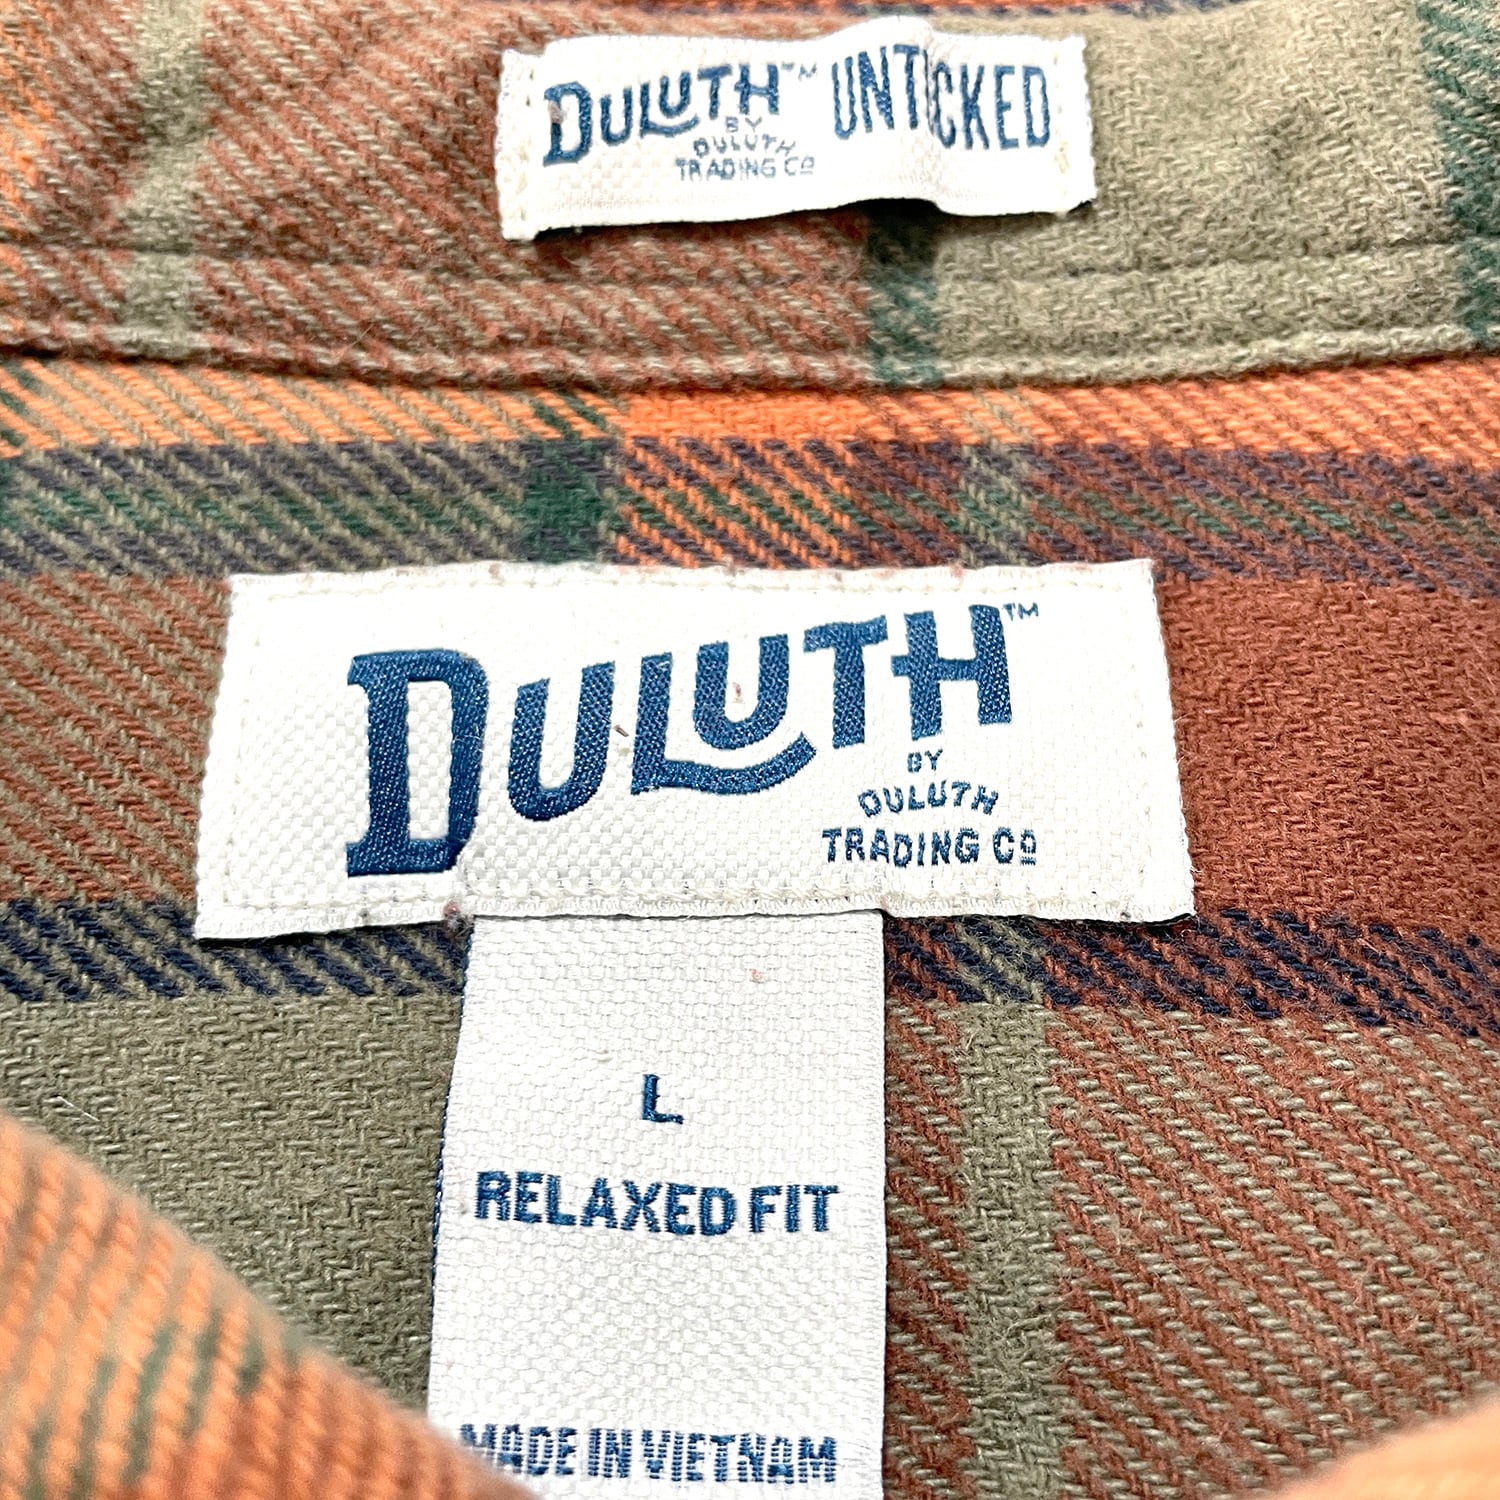 DULUTH™ UNTUCKED
BY
DULUTH
TRADING Cº
DULUTH™
BY
DULUTH
TRADING Cº
L
RELAXED FIT
MADE IN VIETNAM